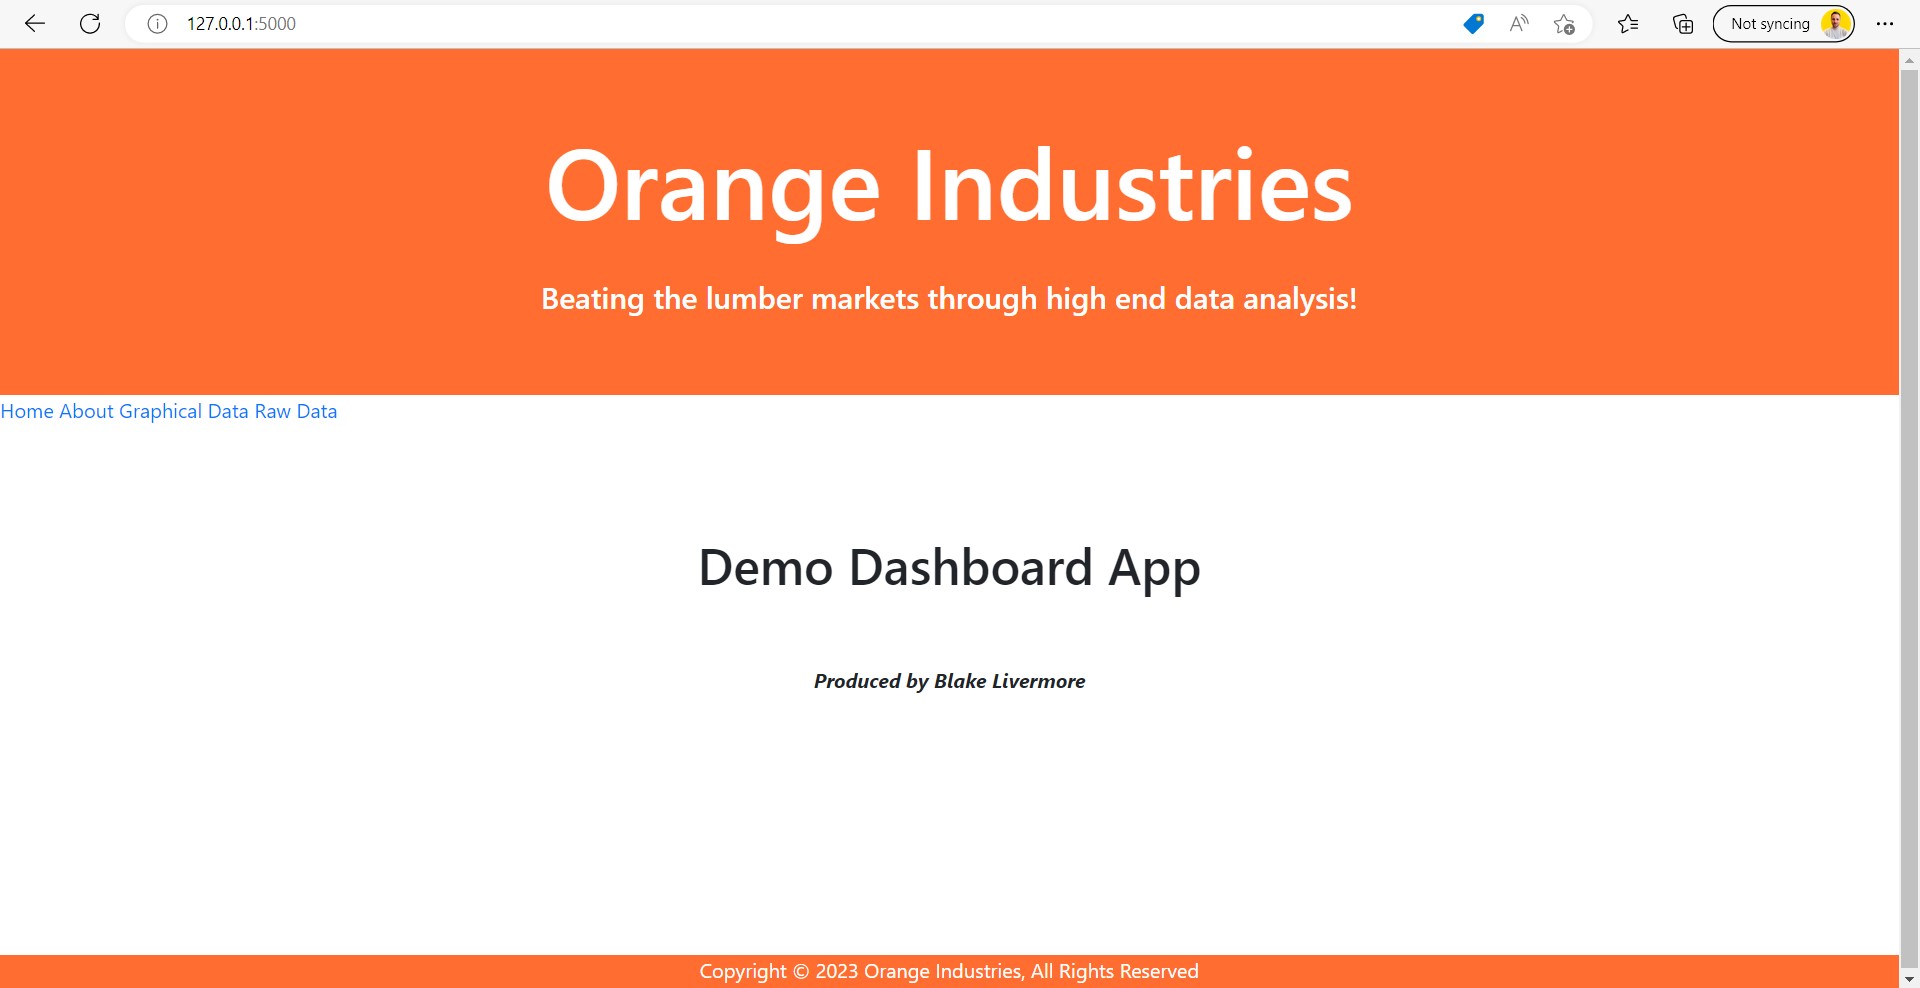 127.0.0.1:5000
Not syncing
Orange Industries
Beating the lumber markets through high end data analysis!
Home About Graphical Data Raw Data
Demo Dashboard App
Produced by Blake Livermore
Copyright © 2023 Orange Industries, All Rights Reserved